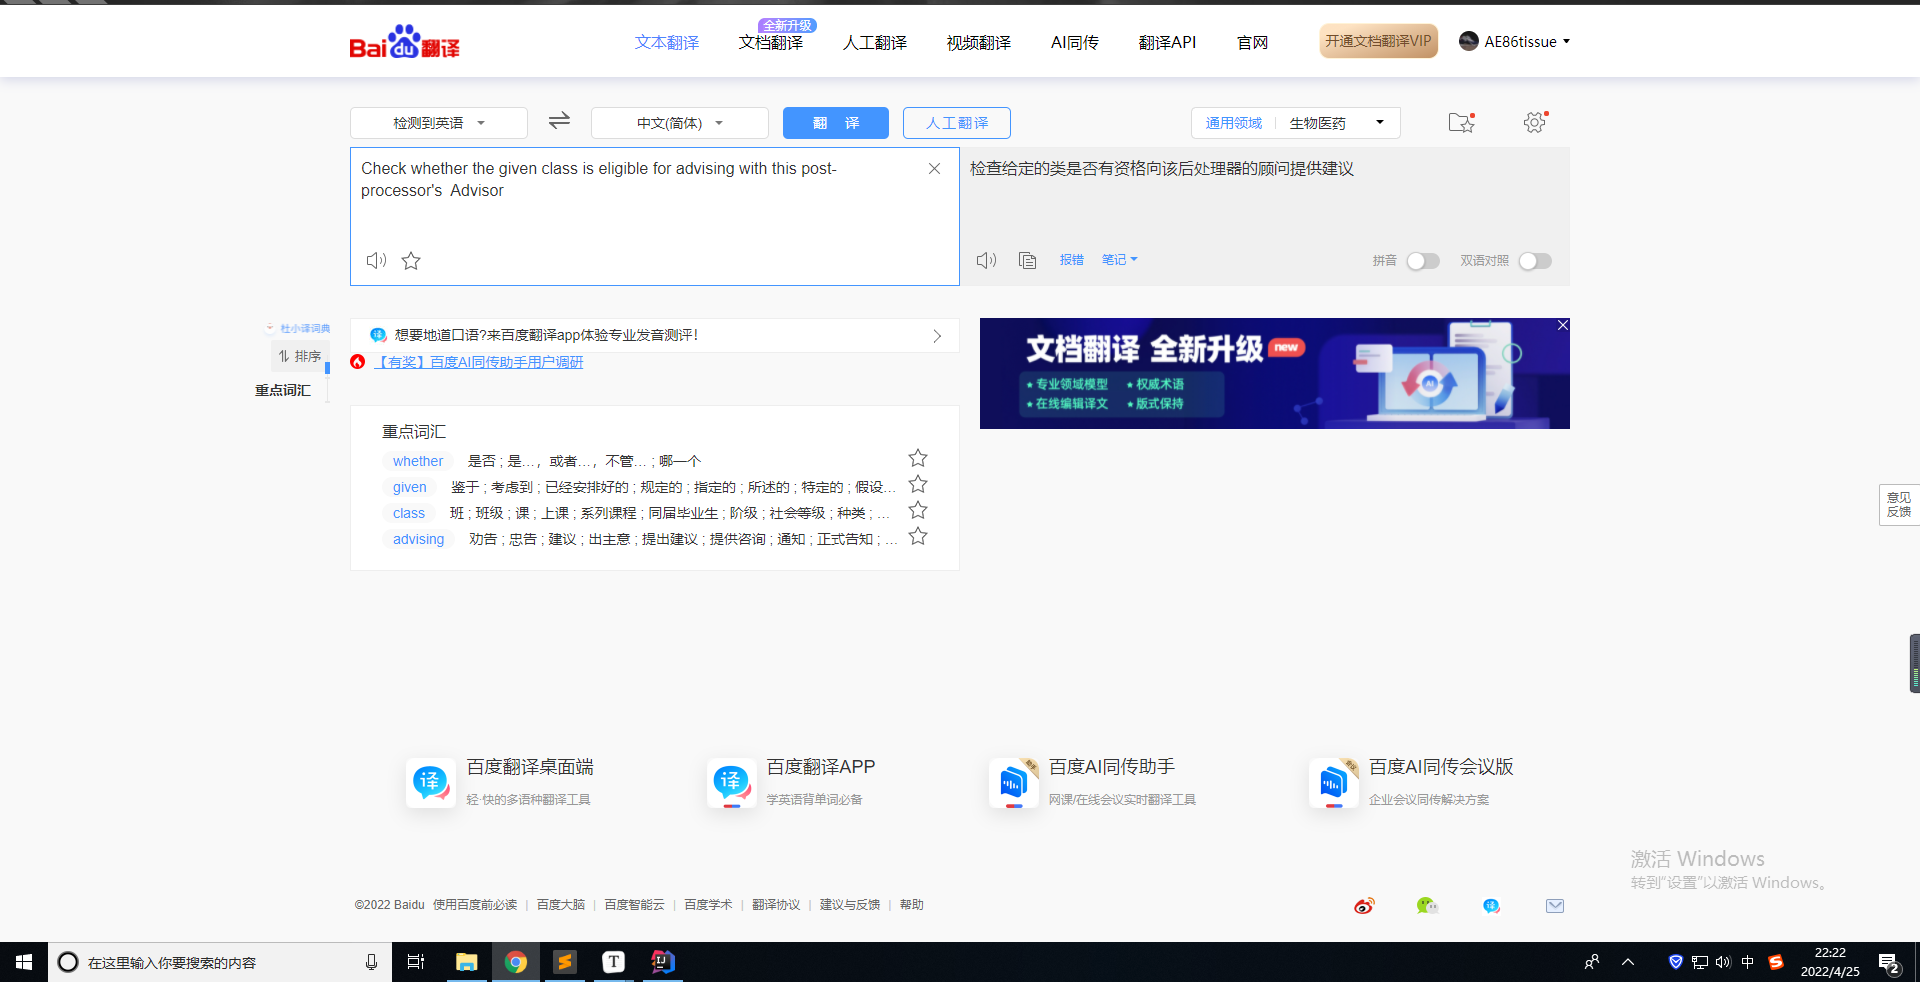 Bai du 翻译
文本翻译
全新升级
文档翻译
人工翻译
视频翻译
AI同传
翻译API
官网
开通文档翻译VIP
AE86tissue
检测到英语
中文(简体)
翻 译
人工翻译
通用领域
生物医药
Check whether the given class is eligible for advising with this post-
processor's Advisor
检查给定的类是否有资格向该后处理器的顾问提供建议
报错
笔记
拼音
双语对照
杜小译词典
排序
重点词汇
想要地道口语?来百度翻译app体验专业发音测评!
【有奖】百度AI同传助手用户调研
文档翻译 全新升级 new
★专业领域模型 ★权威术语
★在线编辑译文 ★版式保持
AI
重点词汇
whether 是否 ; 是…，或者…，不管… ; 哪一个
given 鉴于 ; 考虑到 ; 已经安排好的 ; 规定的 ; 指定的 ; 所述的 ; 特定的 ; 假设…
class 班 ; 班级 ; 课 ; 上课 ; 系列课程 ; 同届毕业生 ; 阶级 ; 社会等级 ; 种类 ; …
advising 劝告 ; 忠告 ; 建议 ; 出主意 ; 提出建议 ; 提供咨询 ; 通知 ; 正式告知 ; …
意见
反馈
译
百度翻译桌面端
轻·快的多语种翻译工具
译
百度翻译APP
学英语背单词必备
百度AI同传助手
网课/在线会议实时翻译工具
百度AI同传会议版
企业会议同传解决方案
激活 Windows
转到"设置"以激活 Windows。
©2022 Baidu 使用百度前必读 | 百度大脑 | 百度智能云 | 百度学术 | 翻译协议 | 建议与反馈 | 帮助
译
在这里输入你要搜索的内容
T
IJ
中
S
22:22
2022/4/25
2